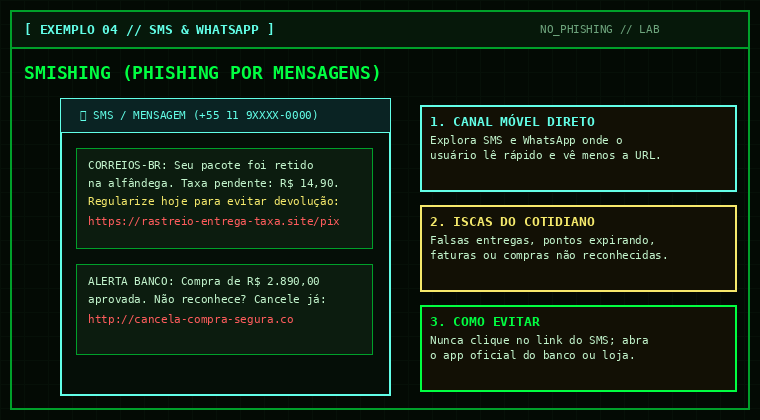 [ EXEMPLO 04 // SMS & WHATSAPP ]
NO_PHISHING // LAB
SMISHING (PHISHING POR MENSAGENS)
SMS / MENSAGEM (+55 11 9XXXX-0000)
CORREIOS-BR: Seu pacote foi retido
na alfândega. Taxa pendente: R$ 14,90.
Regularize hoje para evitar devolução:
https://rastreio-entrega-taxa.site/pix
ALERTA BANCO: Compra de R$ 2.890,00
aprovada. Não reconhece? Cancele já:
http://cancela-compra-segura.co
1. CANAL MÓVEL DIRETO
Explora SMS e WhatsApp onde o
usuário lê rápido e vê menos a URL.
2. ISCAS DO COTIDIANO
Falsas entregas, pontos expirando,
faturas ou compras não reconhecidas.
3. COMO EVITAR
Nunca clique no link do SMS; abra
o app oficial do banco ou loja.